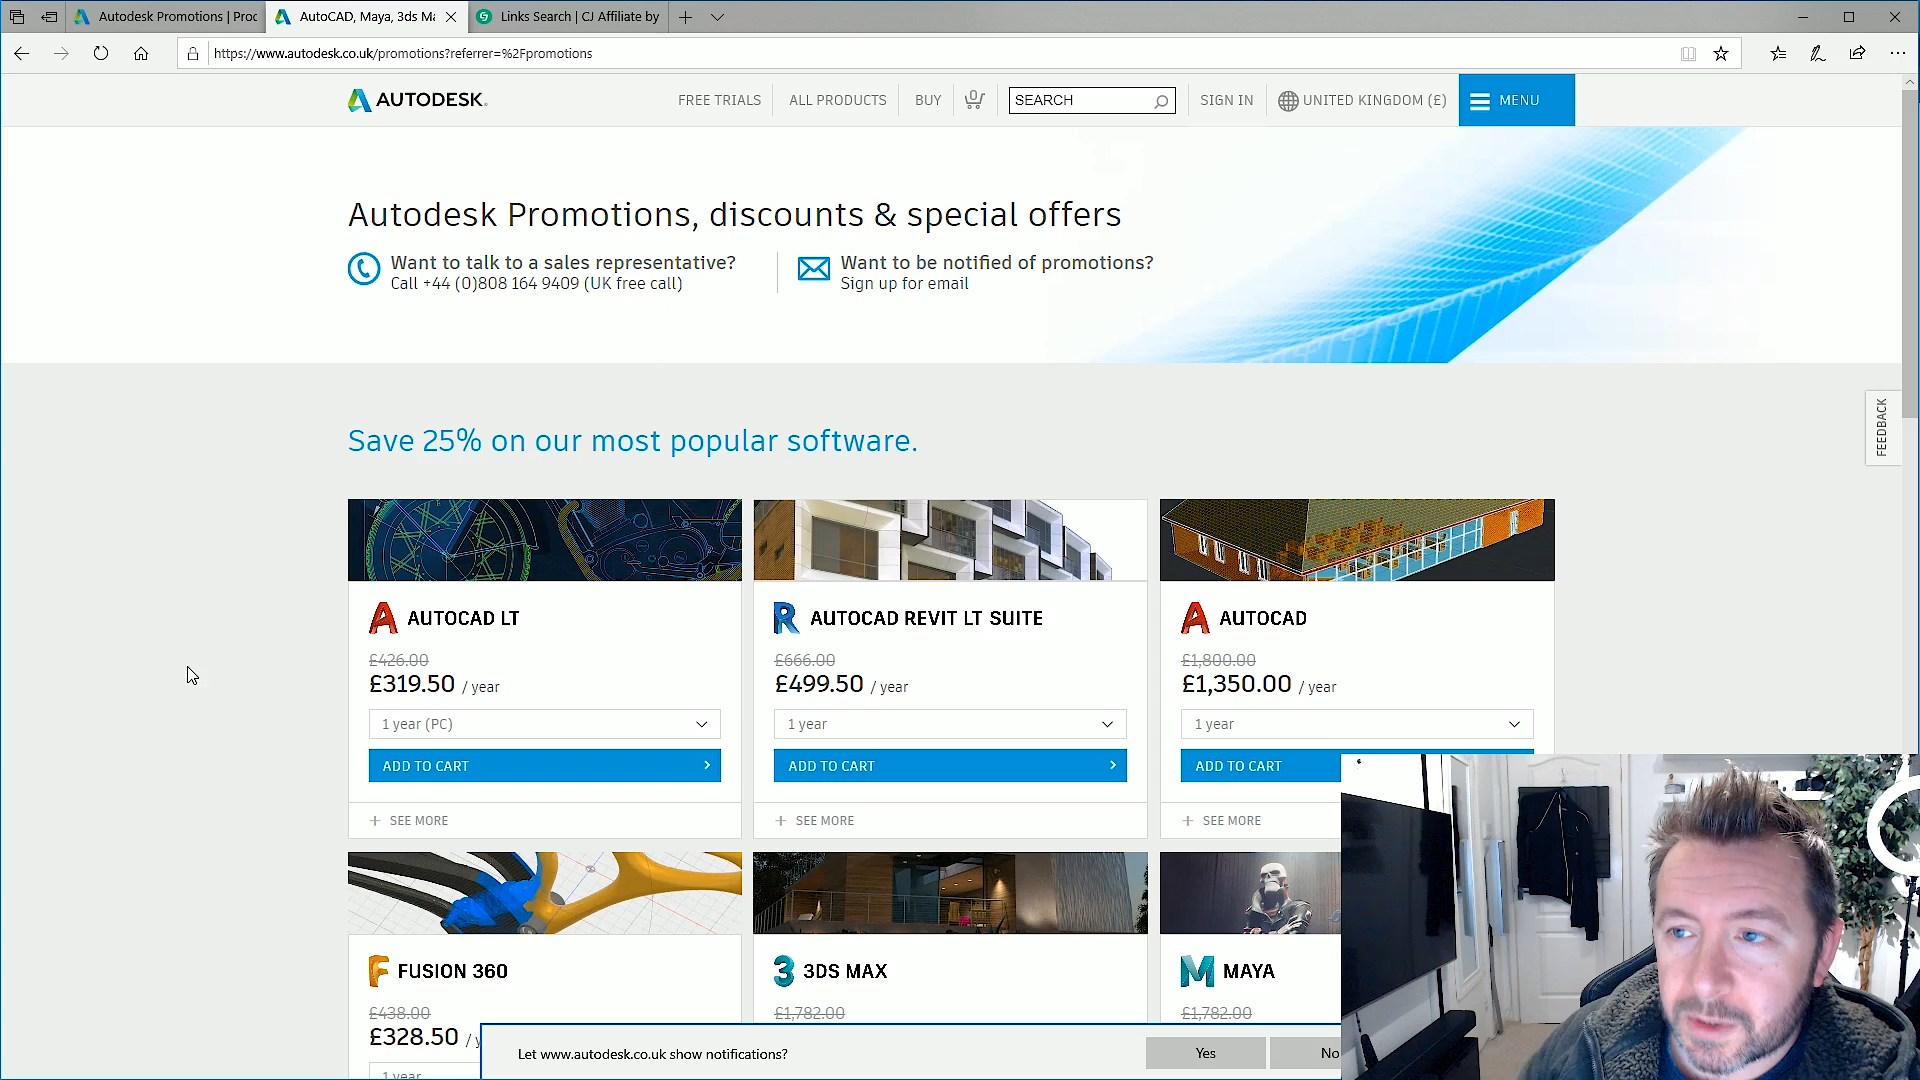 Autodesk Promotions | Proc
AutoCAD, Maya, 3ds Ma
Links Search | CJ Affiliate by
https://www.autodesk.co.uk/promotions?referrer=%2Fpromotions
AUTODESK.
FREE TRIALS
ALL PRODUCTS
BUY
0
SEARCH
SIGN IN
UNITED KINGDOM (£)
MENU
Autodesk Promotions, discounts & special offers
Want to talk to a sales representative?
Call +44 (0)808 164 9409 (UK free call)
Want to be notified of promotions?
Sign up for email
FEEDBACK
Save 25% on our most popular software.
AUTOCAD LT
£426.00
£319.50 / year
1 year (PC)
ADD TO CART
SEE MORE
AUTOCAD REVIT LT SUITE
£666.00
£499.50 / year
1 year
ADD TO CART
SEE MORE
AUTOCAD
£1,800.00
£1,350.00 / year
1 year
ADD TO CART
SEE MORE
FUSION 360
£438.00
£328.50 / y
1 year
3DS MAX
£1,782.00
MAYA
£1,782.00
Let www.autodesk.co.uk show notifications?
Yes
No